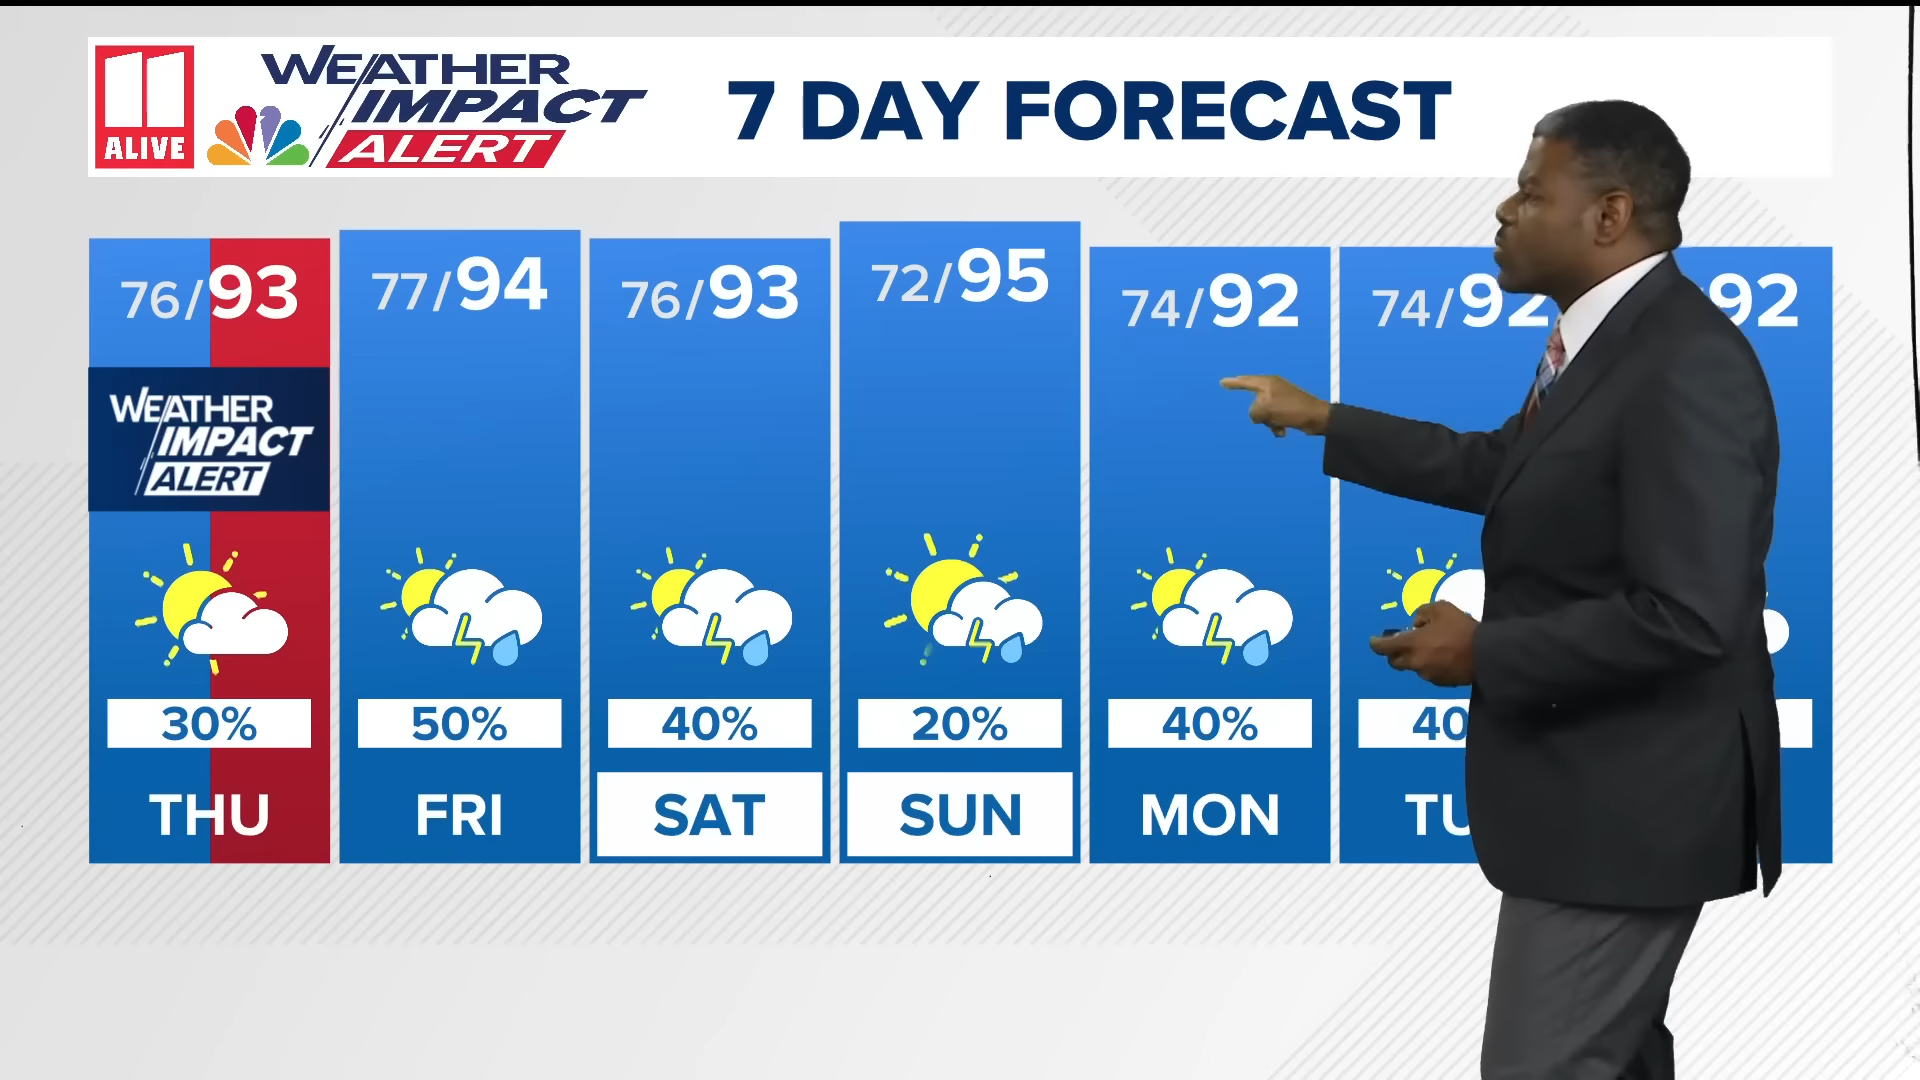 11
ALIVE
WEATHER
IMPACT
ALERT
7 DAY FORECAST
76/93
77/94
76/93
72/95
74/92
74/92
92
WEATHER
IMPACT
ALERT
30%
50%
40%
20%
40%
40
THU
FRI
SAT
SUN
MON
TU